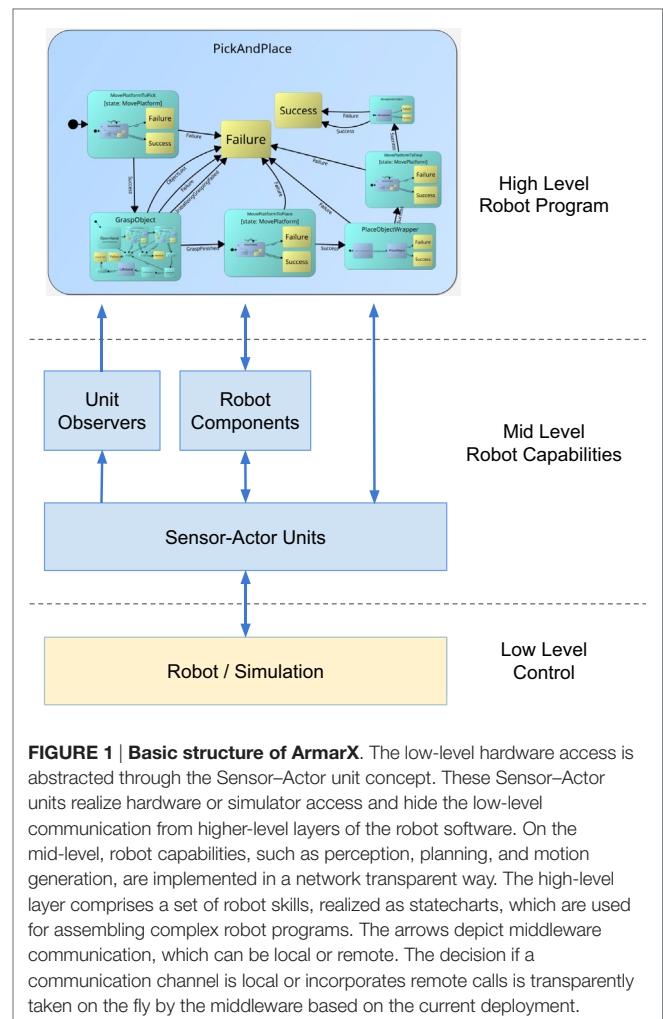 PickAndPlace
MovePlatformToPick
[state: MovePlatform]
Failure
Success
Success
Failure
Success
Failure
Failure
Failure
Success
ObjectLost
Failure
Failure
Failure
Failure
Success
MovePlatformToFinal
[state: MovePlatform]
Failure
Success
GraspObject
GraspFinished
MovePlatformToPlace
[state: MovePlatform]
Failure
Success
Success
PlaceObjectWrapper
Failure
Success
High Level
Robot Program
Unit
Observers
Robot
Components
Mid Level
Robot Capabilities
Sensor-Actor Units
Robot / Simulation
Low Level
Control
FIGURE 1 | Basic structure of ArmarX. The low-level hardware access is
abstracted through the Sensor–Actor unit concept. These Sensor–Actor
units realize hardware or simulator access and hide the low-level
communication from higher-level layers of the robot software. On the
mid-level, robot capabilities, such as perception, planning, and motion
generation, are implemented in a network transparent way. The high-level
layer comprises a set of robot skills, realized as statecharts, which are used
for assembling complex robot programs. The arrows depict middleware
communication, which can be local or remote. The decision if a
communication channel is local or incorporates remote calls is transparently
taken on the fly by the middleware based on the current deployment.